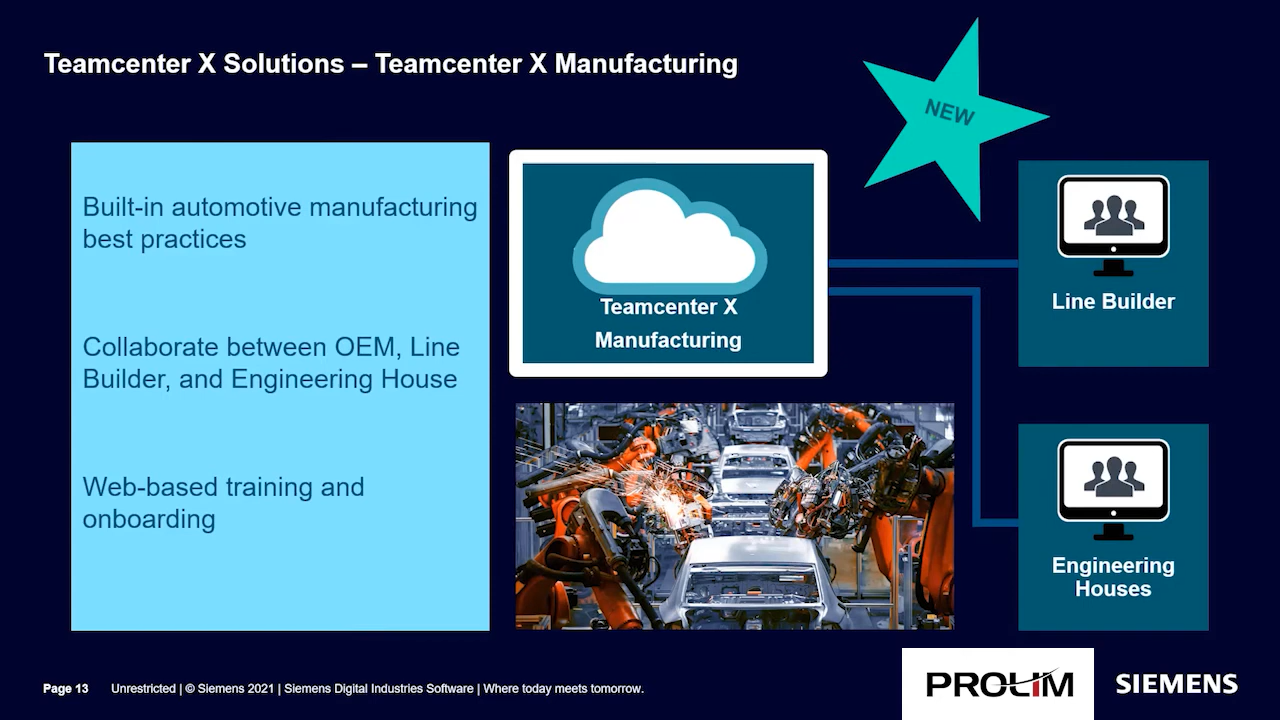 Teamcenter X Solutions – Teamcenter X Manufacturing
NEW
Built-in automotive manufacturing
best practices
Collaborate between OEM, Line
Builder, and Engineering House
Web-based training and
onboarding
Teamcenter X
Manufacturing
Line Builder
Engineering
Houses
Page 13 Unrestricted | © Siemens 2021 | Siemens Digital Industries Software | Where today meets tomorrow.
PROLIM
SIEMENS